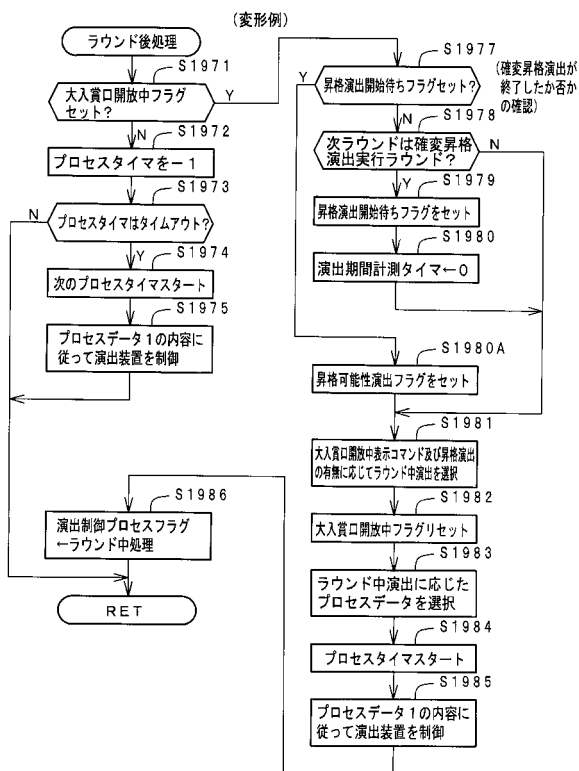 (変形例)
ラウンド後処理
S1971
大入賞口開放中フラグ
セット?
Y
N
S1972
プロセスタイマを－1
S1973
N
プロセスタイマはタイムアウト?
Y
S1974
次のプロセスタイマスタート
S1975
プロセスデータ1の内容に
従って演出装置を制御
S1986
演出制御プロセスフラグ
←ラウンド中処理
RET
S1977
Y
昇格演出開始待ちフラグセット?
(確変昇格演出が
終了したか否か
の確認)
N
S1978
次ラウンドは確変昇格
演出実行ラウンド?
N
Y
S1979
昇格演出開始待ちフラグをセット
S1980
演出期間計測タイマ←0
S1980A
昇格可能性演出フラグをセット
S1981
大入賞口開放中表示コマンド及び昇格演出
の有無に応じてラウンド中演出を選択
S1982
大入賞口開放中フラグリセット
S1983
ラウンド中演出に応じた
プロセスデータを選択
S1984
プロセスタイマスタート
S1985
プロセスデータ1の内容に
従って演出装置を制御